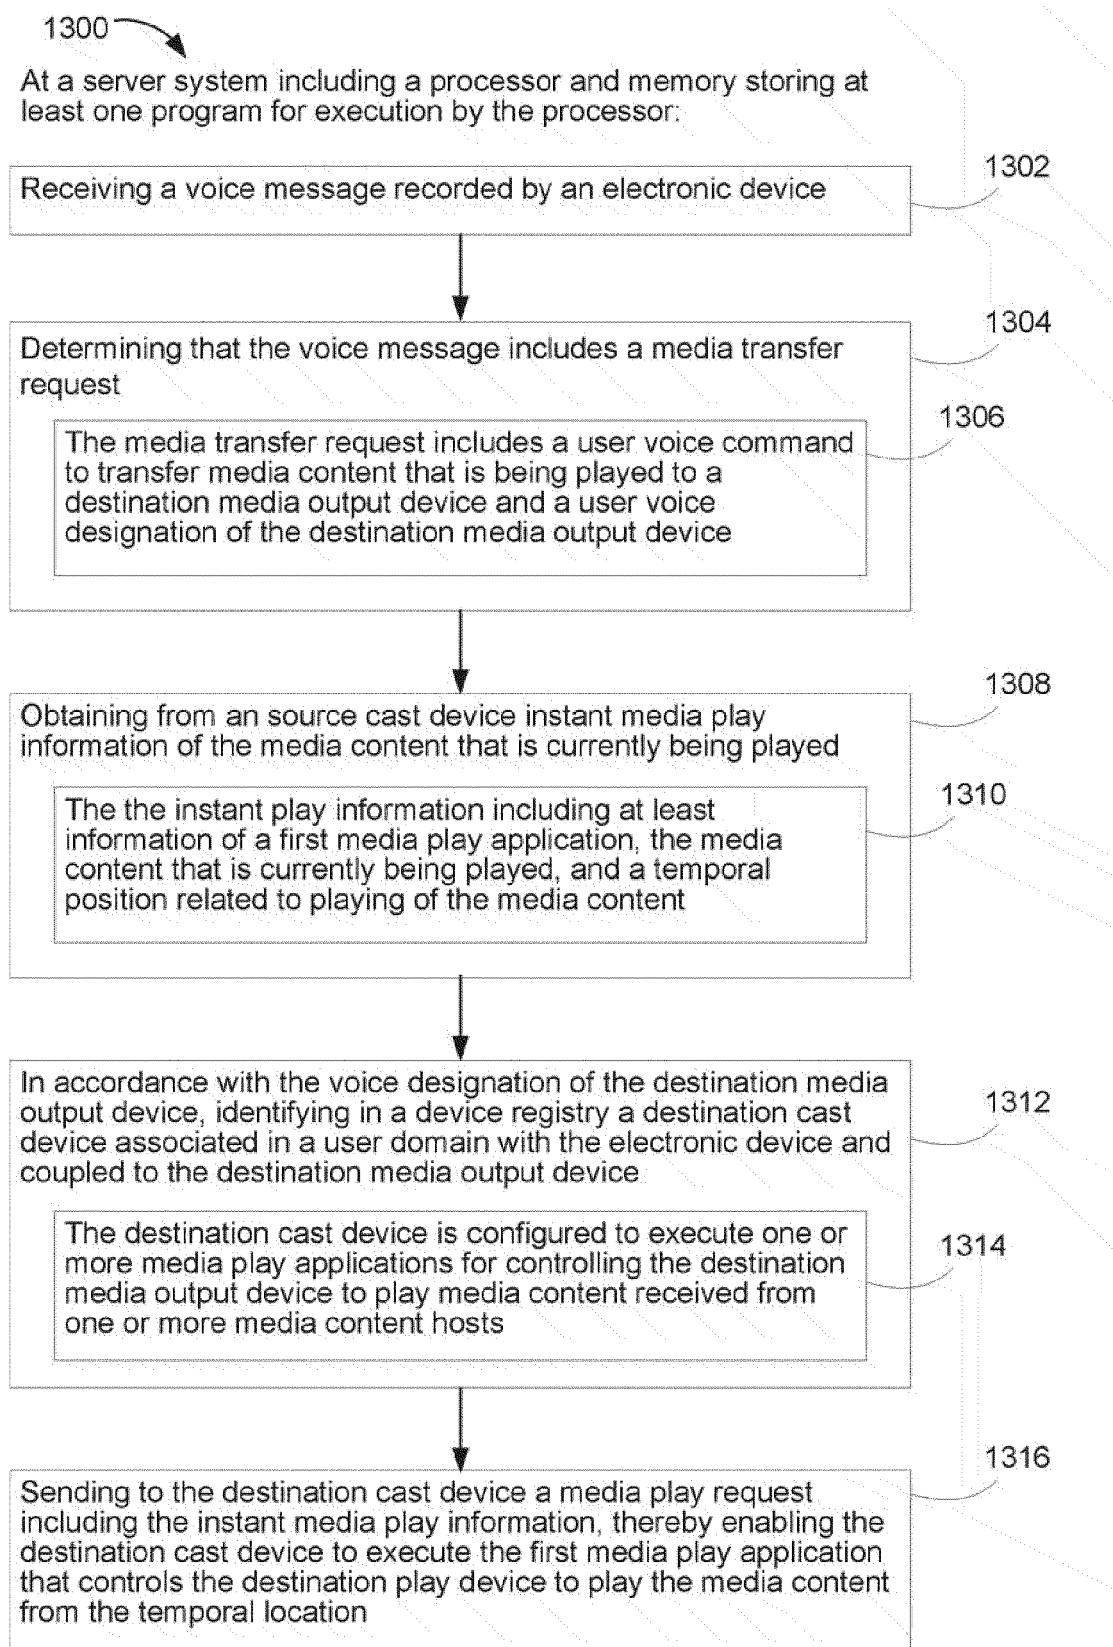 1300
At a server system including a processor and memory storing at
least one program for execution by the processor:
1302
Receiving a voice message recorded by an electronic device
1304
Determining that the voice message includes a media transfer
request
1306
The media transfer request includes a user voice command
to transfer media content that is being played to a
destination media output device and a user voice
designation of the destination media output device
1308
Obtaining from an source cast device instant media play
information of the media content that is currently being played
1310
The the instant play information including at least
information of a first media play application, the media
content that is currently being played, and a temporal
position related to playing of the media content
In accordance with the voice designation of the destination media
output device, identifying in a device registry a destination cast
device associated in a user domain with the electronic device and
coupled to the destination media output device
1312
The destination cast device is configured to execute one or
more media play applications for controlling the destination
media output device to play media content received from
one or more media content hosts
1314
1316
Sending to the destination cast device a media play request
including the instant media play information, thereby enabling the
destination cast device to execute the first media play application
that controls the destination play device to play the media content
from the temporal location